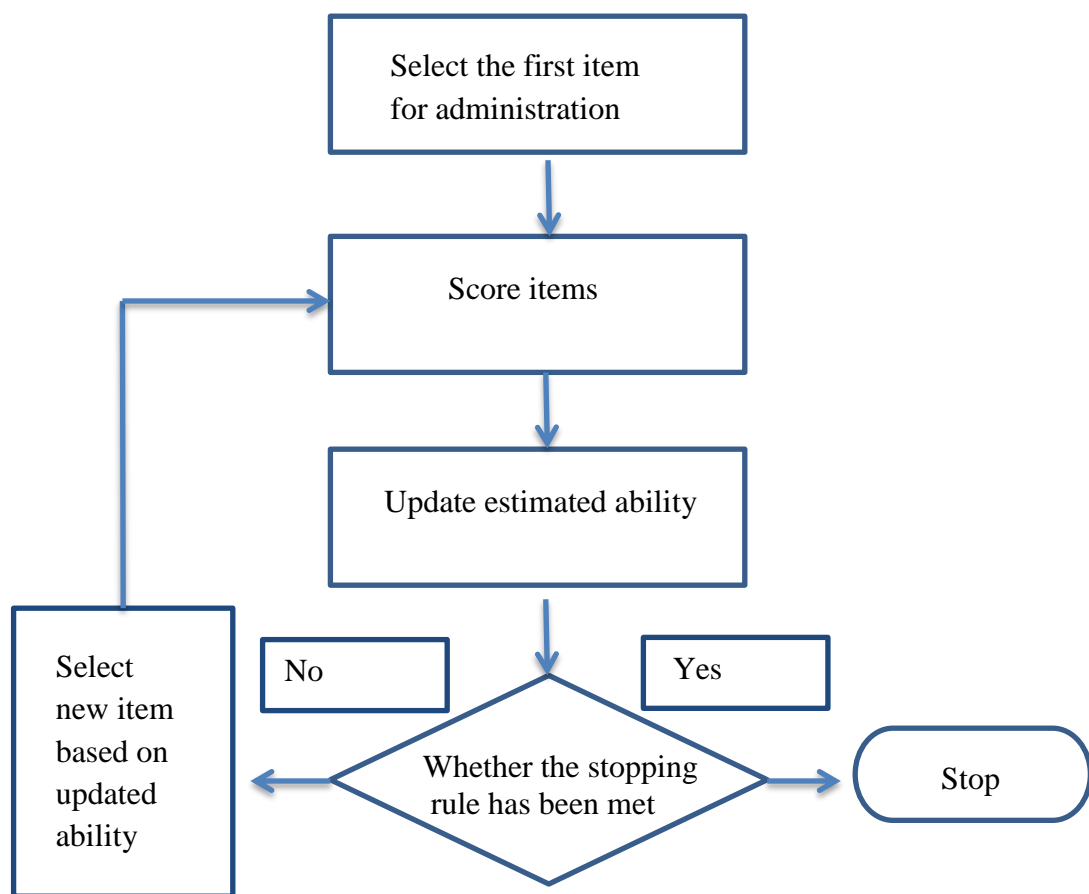 Select the first item
for administration
Score items
Update estimated ability
No
Yes
Select
new item
based on
updated
ability
Whether the stopping
rule has been met
Stop